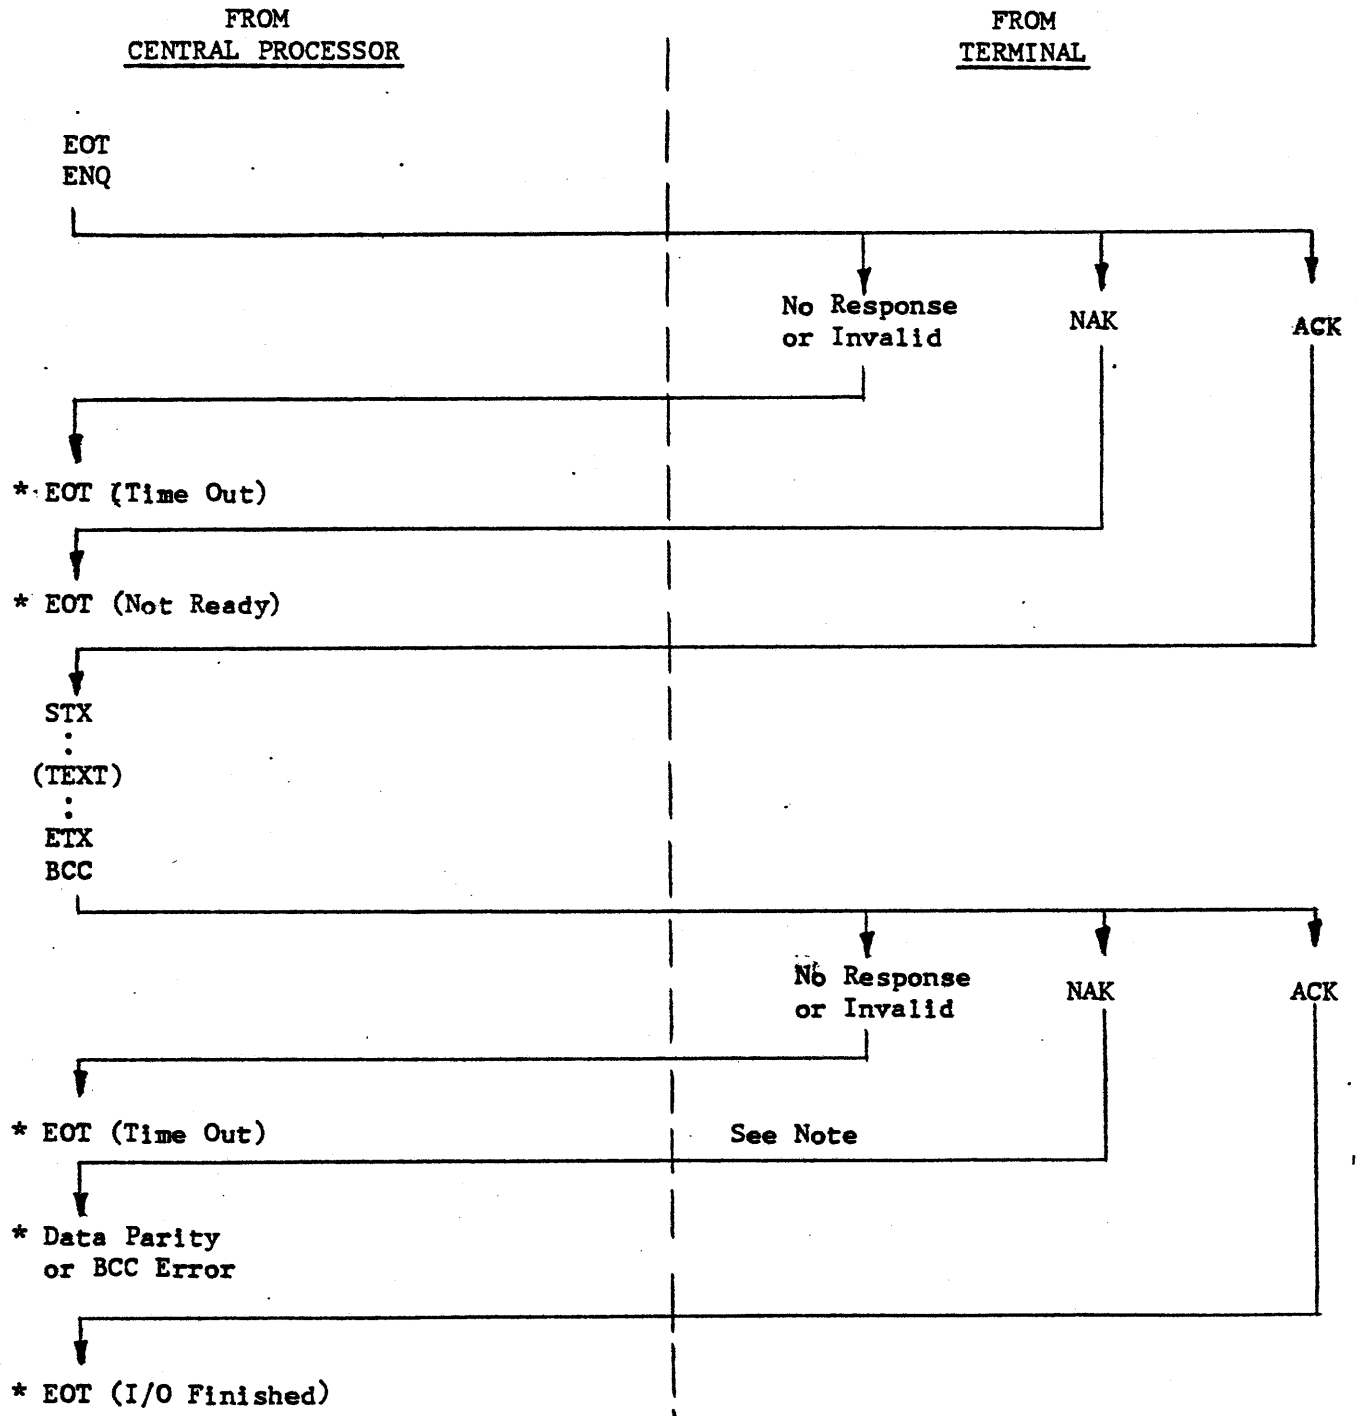 FROM
CENTRAL PROCESSOR
FROM
TERMINAL
EOT
ENQ
No Response
or Invalid
NAK
ACK
* EOT (Time Out)
* EOT (Not Ready)
STX
(TEXT)
ETX
BCC
No Response
or Invalid
NAK
ACK
* EOT (Time Out)
See Note
* Data Parity
or BCC Error
* EOT (I/O Finished)